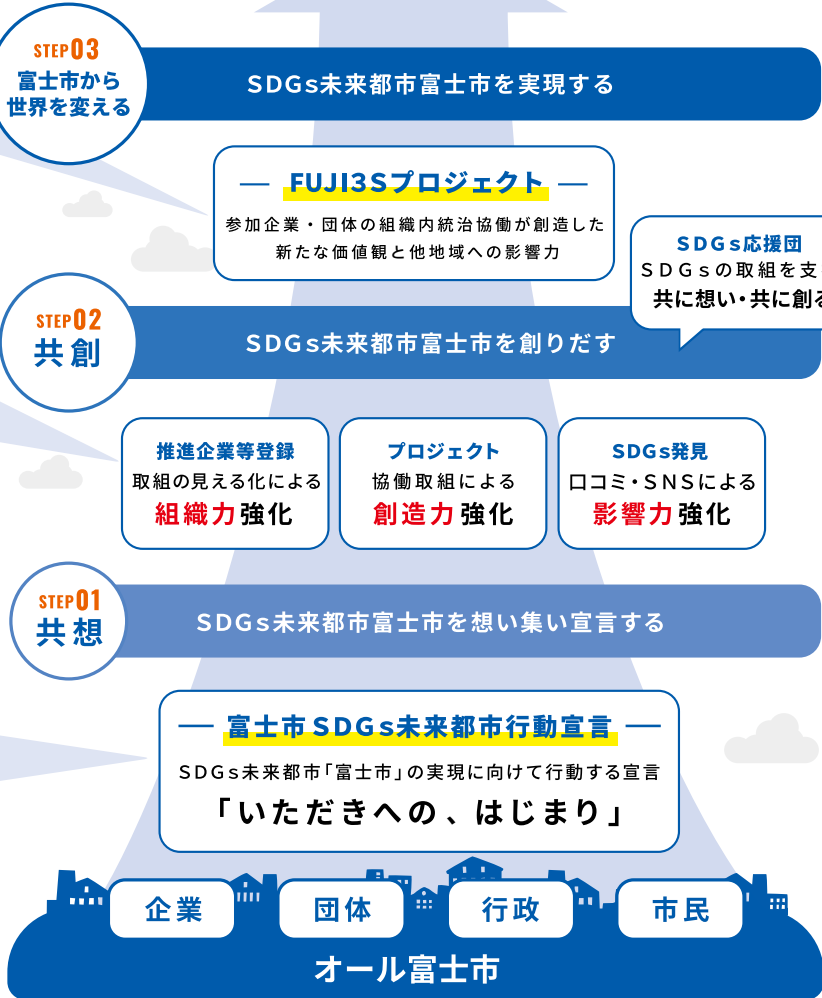 STEP03
富士市から
世界を変える
SDGs未来都市富士市を実現する
FUJI3Sプロジェクト
参加企業・団体の組織内統治協働が創造した
新たな価値観と他地域への影響力
SDGs応援団
SDGsの取組を支
共に想い・共に創る
STEP02
共創
SDGs未来都市富士市を創りだす
推進企業等登録
取組の見える化による
組織力強化
プロジェクト
協働取組による
創造力強化
SDGs発見
口コミ・SNSによる
影響力強化
STEP01
共想
SDGs未来都市富士市を想い集い宣言する
富士市SDGs未来都市行動宣言
SDGs未来都市「富士市」の実現に向けて行動する宣言
「いただきへの、はじまり」
企業
団体
行政
市民
オール富士市